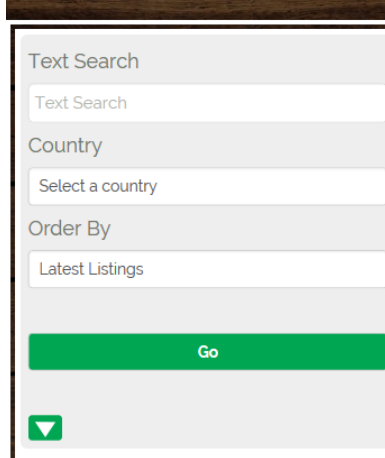 Text Search
Text Search
Country
Select a country
Order By
Latest Listings
Go